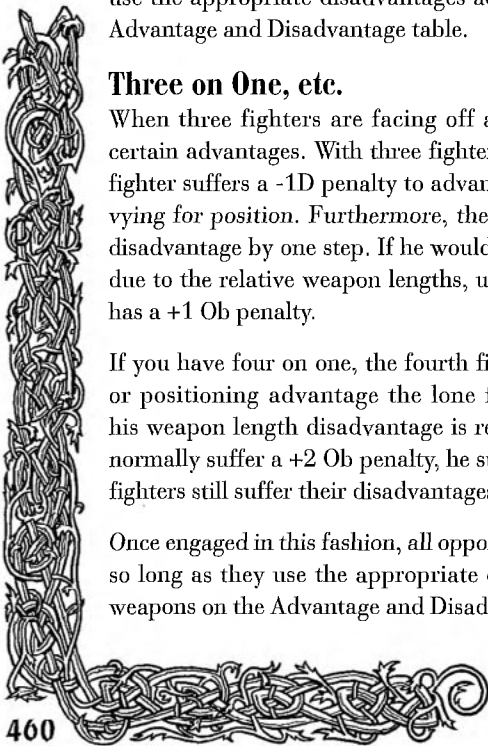 use the appropriate disadvantages
Advantage and Disadvantage table.
Three on One, etc.
When three fighters are facing off a
certain advantages. With three fighter
fighter suffers a -1D penalty to advan
vying for position. Furthermore, the
disadvantage by one step. If he would
due to the relative weapon lengths, u
has a +1 Ob penalty.
If you have four on one, the fourth fi
or positioning advantage the lone f
his weapon length disadvantage is re
normally suffer a +2 Ob penalty, he su
fighters still suffer their disadvantages
Once engaged in this fashion, all oppo
so long as they use the appropriate
weapons on the Advantage and Disad
460